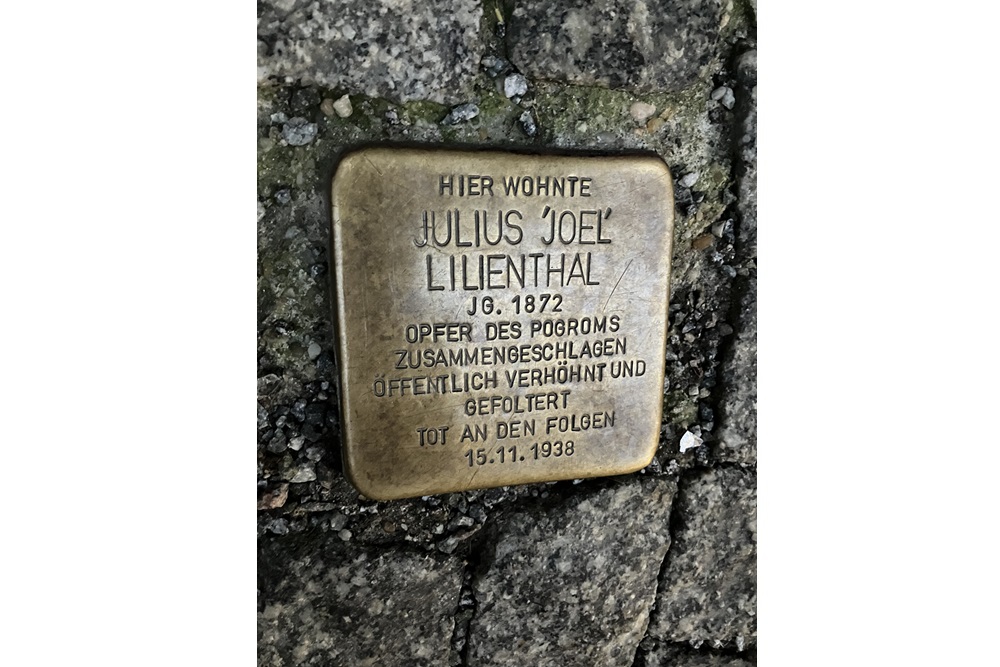 HIER WOHNTE
JULIUS 'JOEL'
LILIENTHAL
JG. 1872
OPFER DES POGROMS
ZUSAMMENGESCHLAGEN
ÖFFENTLICH VERHÖHNT UND
GEFOLTERT
TOT AN DEN FOLGEN
15.11.1938